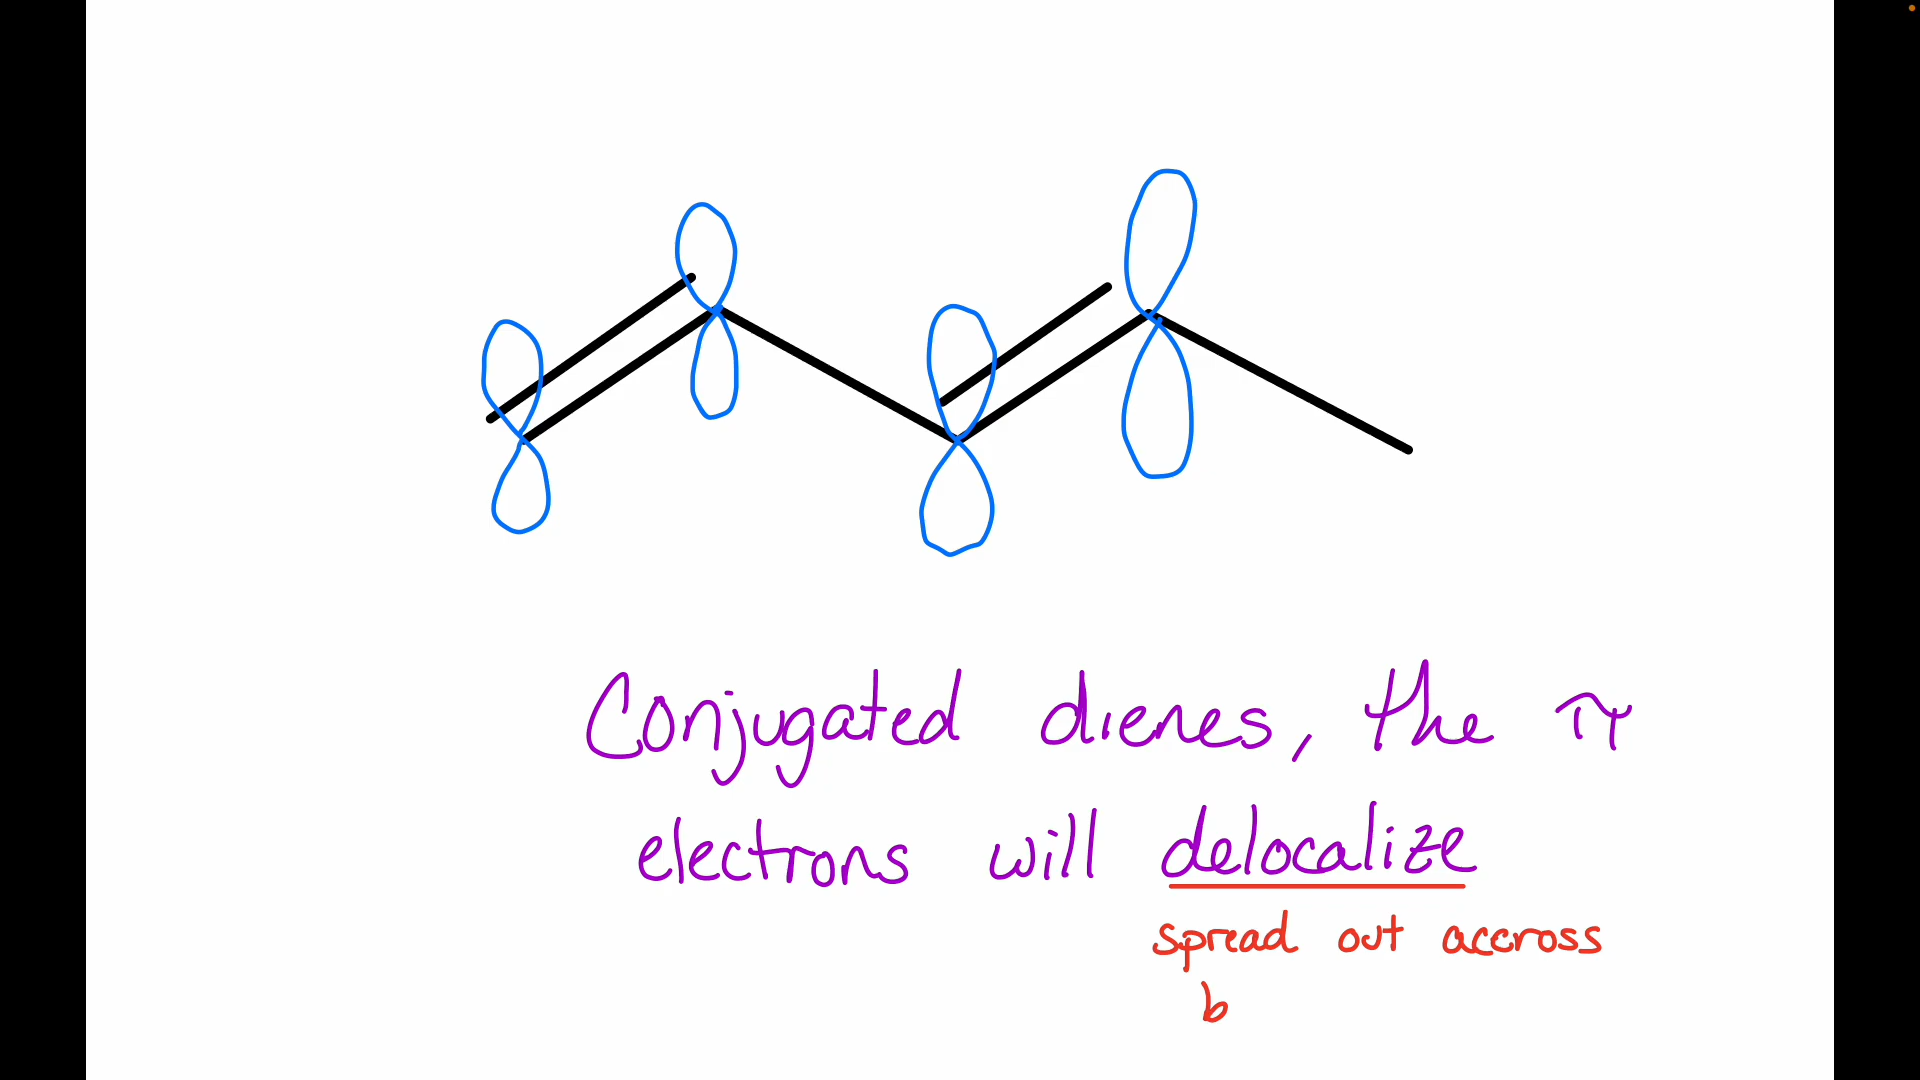 Conjugated dienes, the π
electrons will delocalize
spread out accross
b